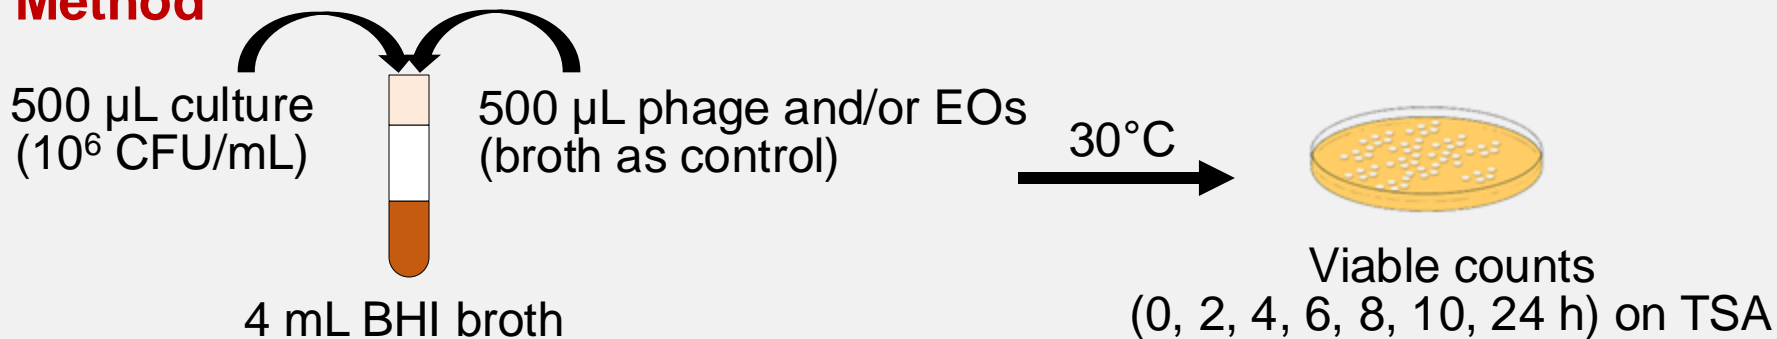 Method
500 µL culture
(10⁶ CFU/mL)
500 µL phage and/or EOs
(broth as control)
30°C
4 mL BHI broth
Viable counts
(0, 2, 4, 6, 8, 10, 24 h) on TSA